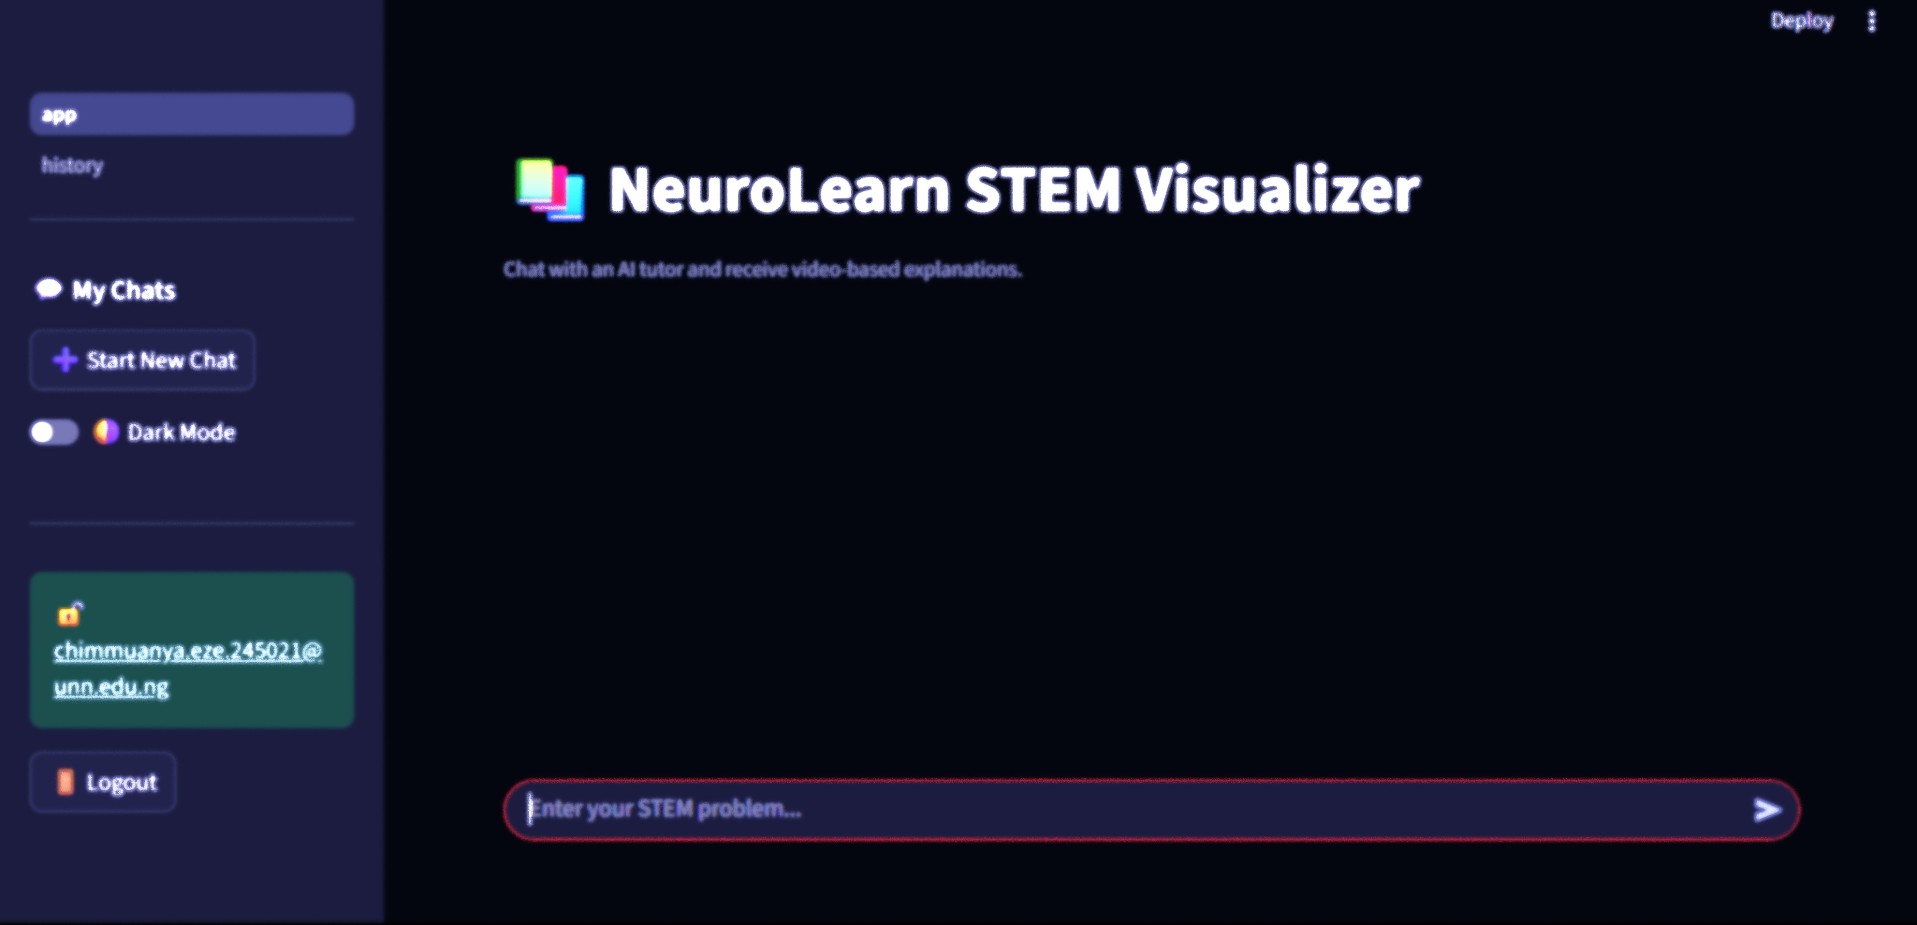 Deploy
app
history
My Chats
Start New Chat
Dark Mode
chimmuanya.eze.245021@
unn.edu.ng
Logout
NeuroLearn STEM Visualizer
Chat with an AI tutor and receive video-based explanations.
Enter your STEM problem...